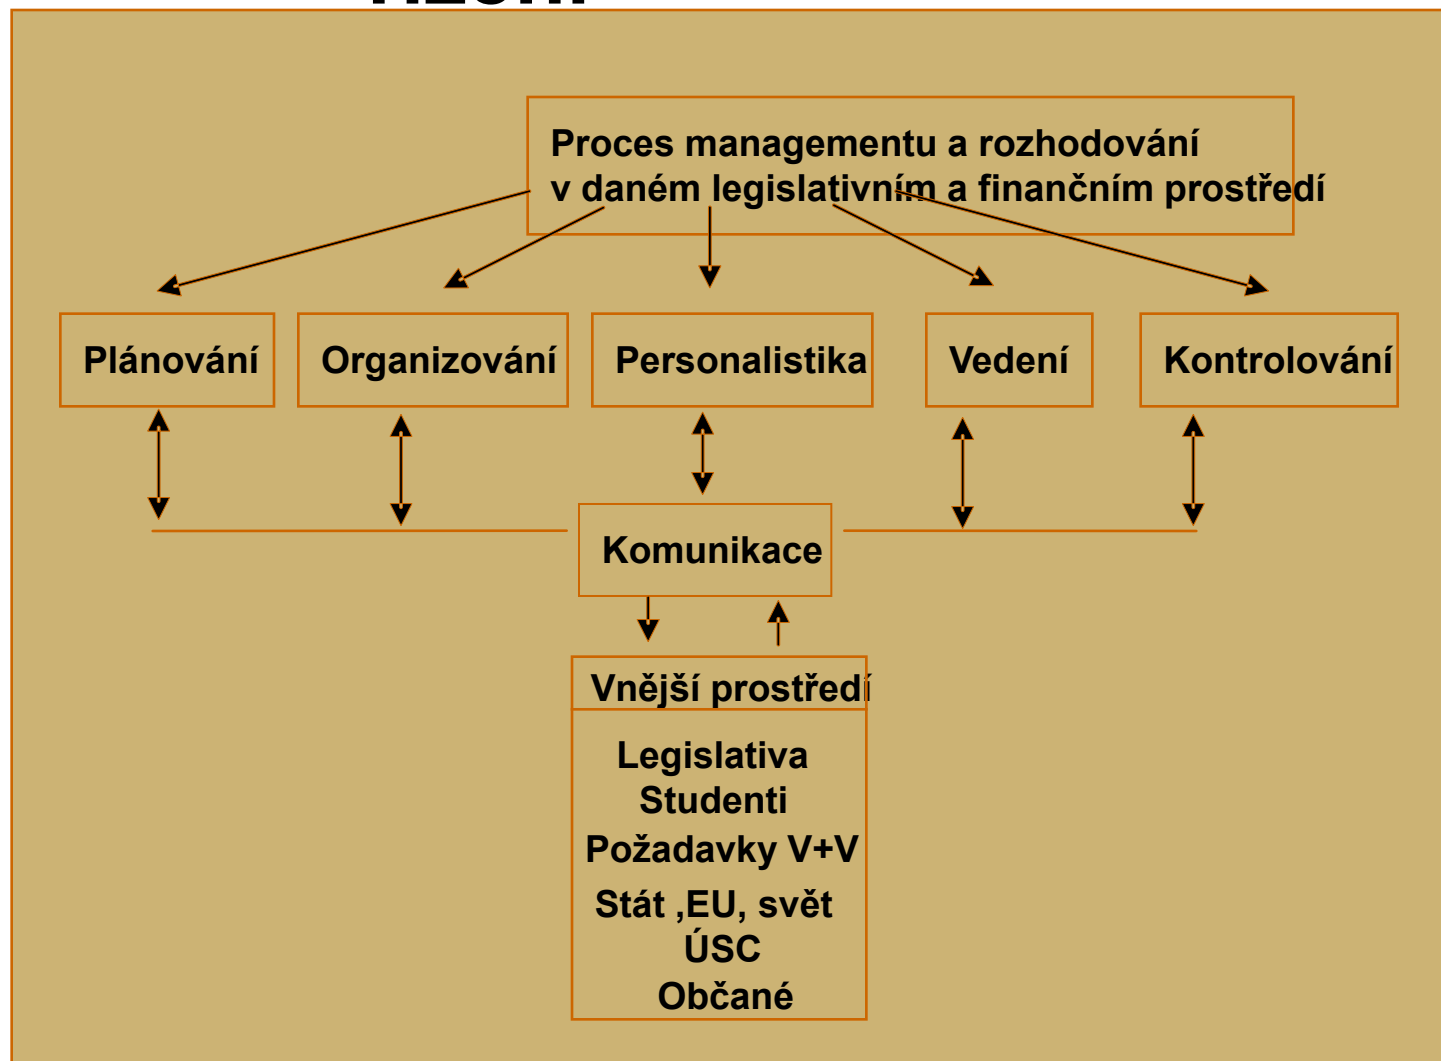 Proces managementu a rozhodování
v daném legislativním a finančním prostředí
Plánování
Organizování
Personalistika
Vedení
Kontrolování
Komunikace
Vnější prostředí
Legislativa
Studenti
Požadavky V+V
Stát ,EU, svět
ÚSC
Občané